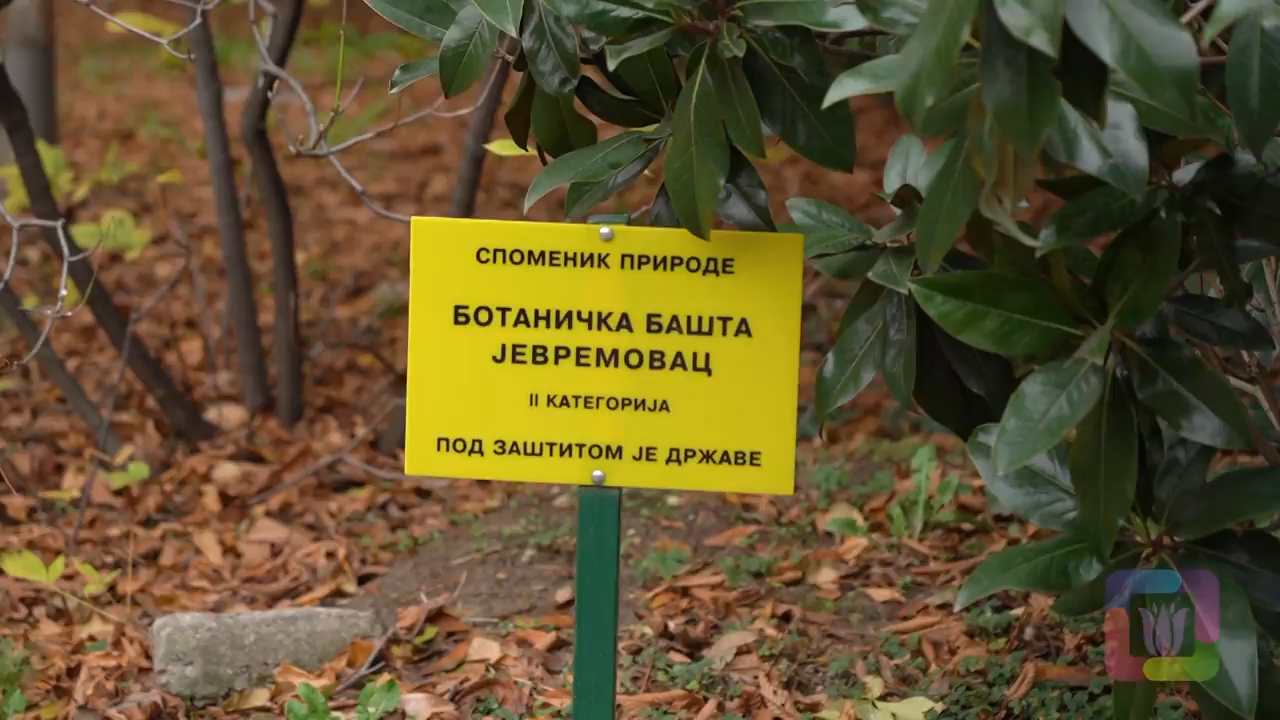 СПОМЕНИК ПРИРОДЕ
БОТАНИЧКА БАШТА
ЈЕВРЕМОВАЦ
II КАТЕГОРИЈА
ПОД ЗАШТИТОМ ЈЕ ДРЖАВЕ